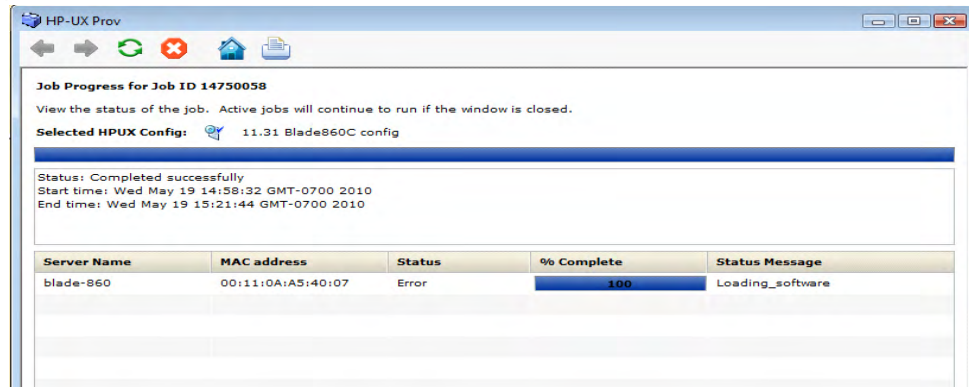 HP-UX Prov
Job Progress for Job ID 14750058
View the status of the job. Active jobs will continue to run if the window is closed.
Selected HPUX Config: 11.31 Blade860C config
Status: Completed successfully
Start time: Wed May 19 14:58:32 GMT-0700 2010
End time: Wed May 19 15:21:44 GMT-0700 2010
Server Name MAC address Status % Complete Status Message
blade-860 00:11:0A:A5:40:07 Error 100 Loading_software